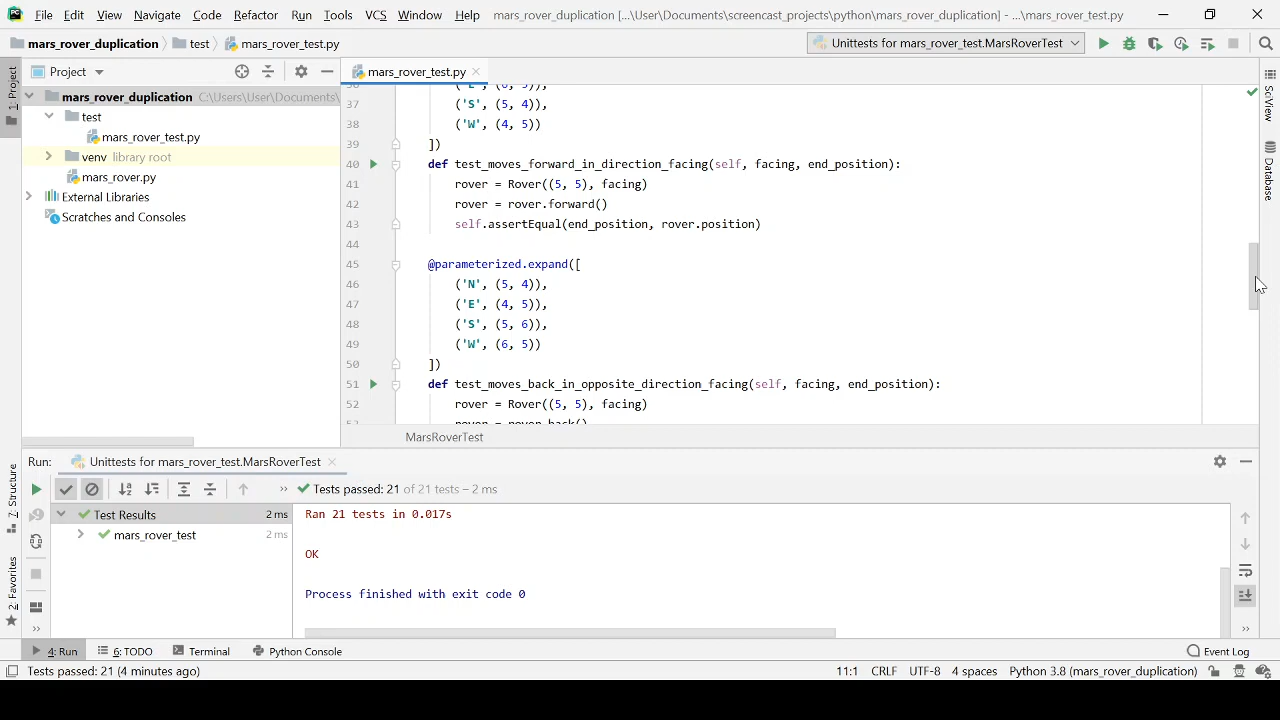 File Edit View Navigate Code Refactor Run Tools VCS Window Help mars_rover_duplication [...\User\Documents\screencast_projects\python\mars_rover_duplication] - ...\mars_rover_test.py
mars_rover_duplication test mars_rover_test.py Unittests for mars_rover_test.MarsRoverTest
1: Project
Project
mars_rover_test.py
mars_rover_duplication C:\Users\User\Documents\
test
mars_rover_test.py
venv library root
mars_rover.py
External Libraries
Scratches and Consoles
37 ('S', (5, 4)),
38 ('W', (4, 5))
39 ])
40 def test_moves_forward_in_direction_facing(self, facing, end_position):
41 rover = Rover((5, 5), facing)
42 rover = rover.forward()
43 self.assertEqual(end_position, rover.position)
44
45 @parameterized.expand([
46 ('N', (5, 4)),
47 ('E', (4, 5)),
48 ('S', (5, 6)),
49 ('W', (6, 5))
50 ])
51 def test_moves_back_in_opposite_direction_facing(self, facing, end_position):
52 rover = Rover((5, 5), facing)
MarsRoverTest
SciView
Database
Run: Unittests for mars_rover_test.MarsRoverTest
Tests passed: 21 of 21 tests – 2 ms
Test Results 2 ms
mars_rover_test 2 ms
Ran 21 tests in 0.017s
OK
Process finished with exit code 0
7: Structure
2: Favorites
4: Run 6: TODO Terminal Python Console Event Log
Tests passed: 21 (4 minutes ago) 11:1 CRLF UTF-8 4 spaces Python 3.8 (mars_rover_duplication)